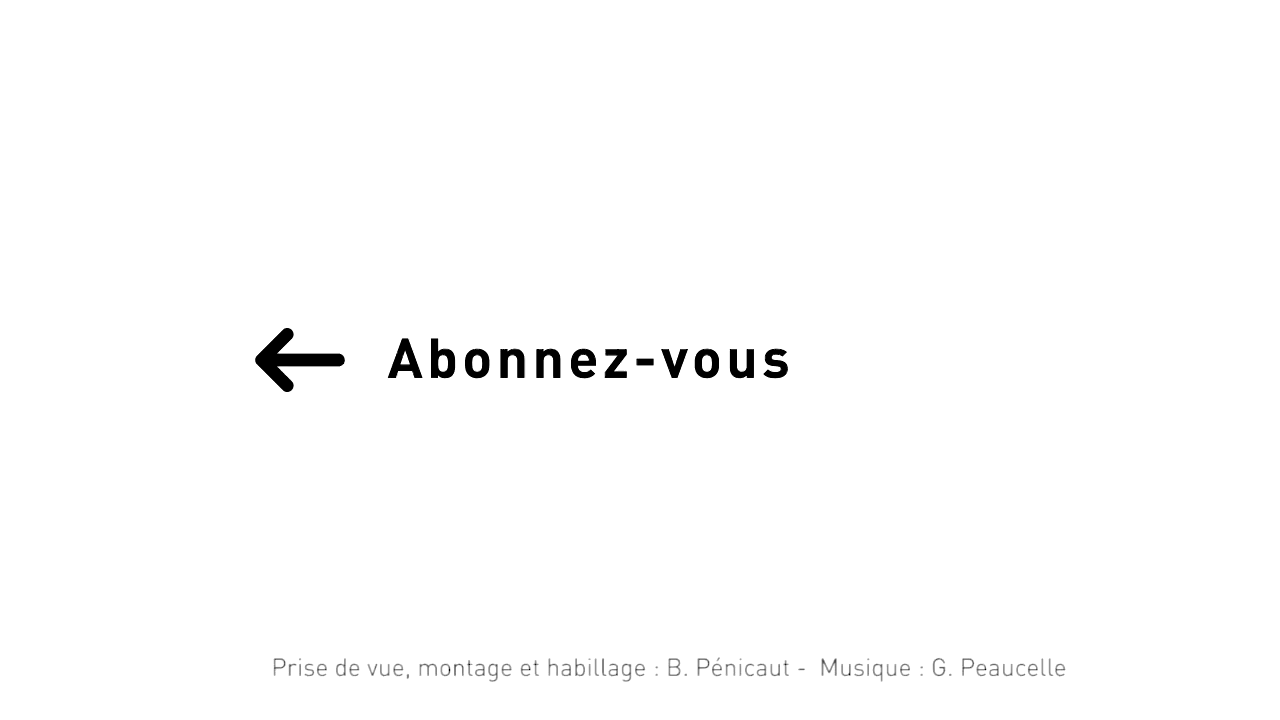 Abonnez-vous
Prise de vue, montage et habillage : B. Pénicaut - Musique : G. Peaucelle